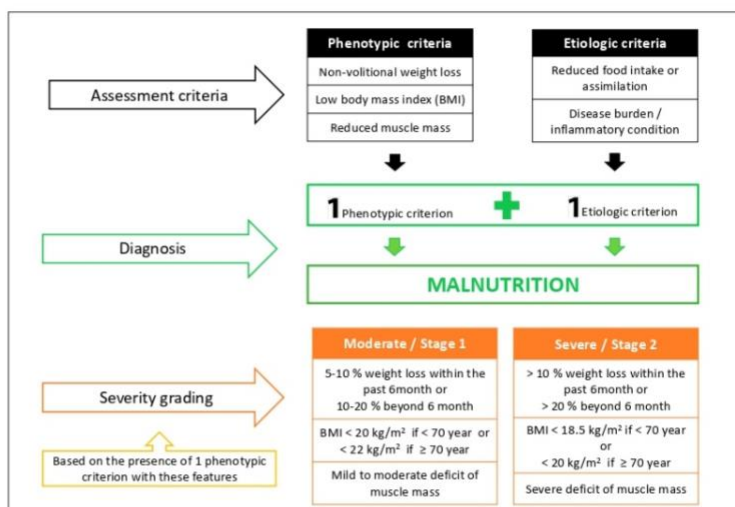 Phenotypic criteria
Non-volitional weight loss
Low body mass index (BMI)
Reduced muscle mass
Etiologic criteria
Reduced food intake or
assimilation
Disease burden /
inflammatory condition
Assessment criteria
1 Phenotypic criterion
+
1 Etiologic criterion
Diagnosis
MALNUTRITION
Moderate / Stage 1
5-10 % weight loss within the
past 6month or
10-20 % beyond 6 month
BMI < 20 kg/m² if < 70 year or
< 22 kg/m² if ≥ 70 year
Mild to moderate deficit of
muscle mass
Severe / Stage 2
> 10 % weight loss within the
past 6month or
> 20 % beyond 6 month
BMI < 18.5 kg/m² if < 70 year
or
< 20 kg/m² if ≥ 70 year
Severe deficit of muscle mass
Severity grading
Based on the presence of 1 phenotypic
criterion with these features